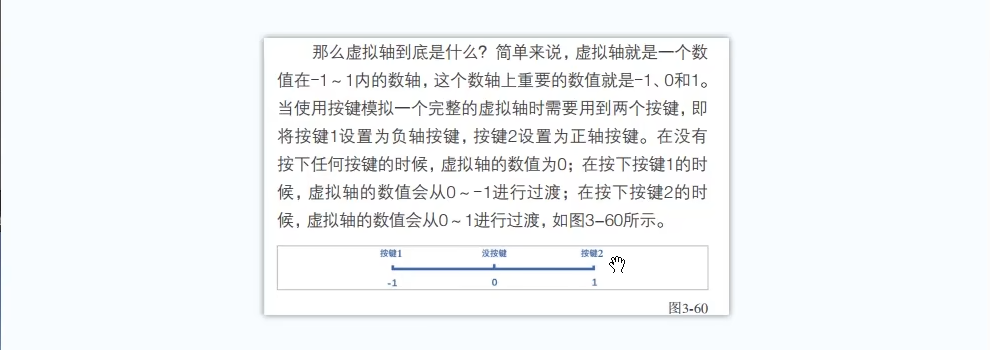 那么虚拟轴到底是什么？简单来说，虚拟轴就是一个数
值在-1～1内的数轴，这个数轴上重要的数值就是-1、0和1。
当使用按键模拟一个完整的虚拟轴时需要用到两个按键，即
将按键1设置为负轴按键，按键2设置为正轴按键。在没有
按下任何按键的时候，虚拟轴的数值为0；在按下按键1的时
候，虚拟轴的数值会从0～-1进行过渡；在按下按键2的时
候，虚拟轴的数值会从0～1进行过渡，如图3-60所示。
按键1 没按键 按键2
-1 0 1
图3-60